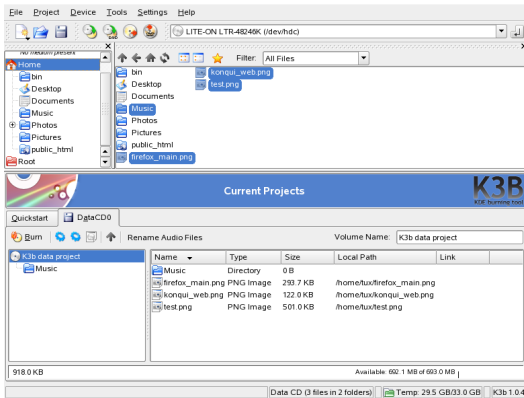 File Project Device Tools Settings Help
LITE-ON LTR-48246K (/dev/hdc)
No medium present
Home
bin
Desktop
Documents
Music
Photos
Pictures
public_html
Root
Filter: All Files
bin
Desktop
Documents
Music
Photos
Pictures
public_html
firefox_main.png
konqui_web.png
test.png
Current Projects
K3B
KDE burning tool
Quickstart DataCD0
Burn Rename Audio Files Volume Name: K3b data project
K3b data project
Music
Name Type Size Local Path Link
Music Directory 0 B
firefox_main.png PNG Image 293.7 KB /home/tux/firefox_main.png
konqui_web.png PNG Image 122.0 KB /home/tux/konqui_web.png
test.png PNG Image 501.0 KB /home/tux/test.png
918.0 KB Available: 692.1 MB of 693.0 MB
Data CD (3 files in 2 folders) Temp: 29.5 GB/33.0 GB K3b 1.0.4